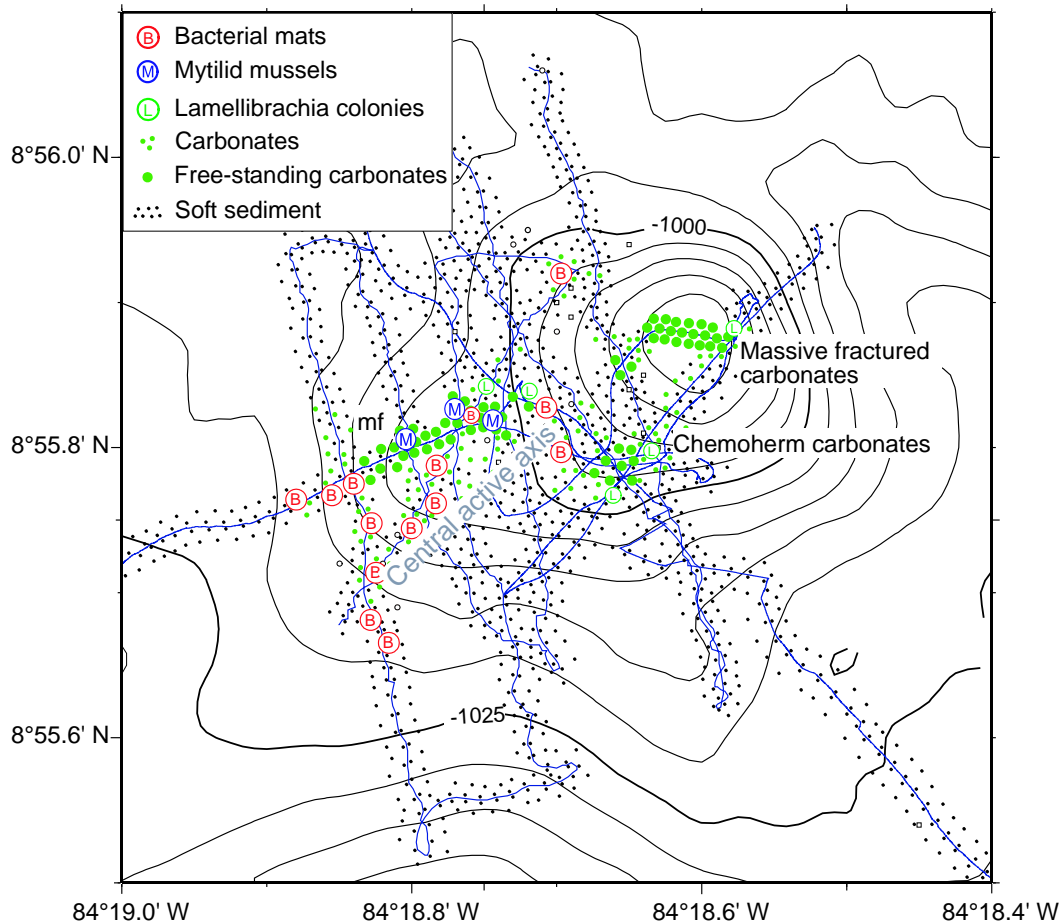 B Bacterial mats
M Mytilid mussels
L Lamellibrachia colonies
Carbonates
Free-standing carbonates
Soft sediment
8°56.0' N
8°55.8' N
8°55.6' N
-1000
B
L
Massive fractured
carbonates
L
L
mf
M
B
M
B
M
Chemoherm carbonates
B
L
B
B
B
B
B
L
B
B
B
Central active axis
B
B
B
-1025
84°19.0' W
84°18.8' W
84°18.6' W
84°18.4' W